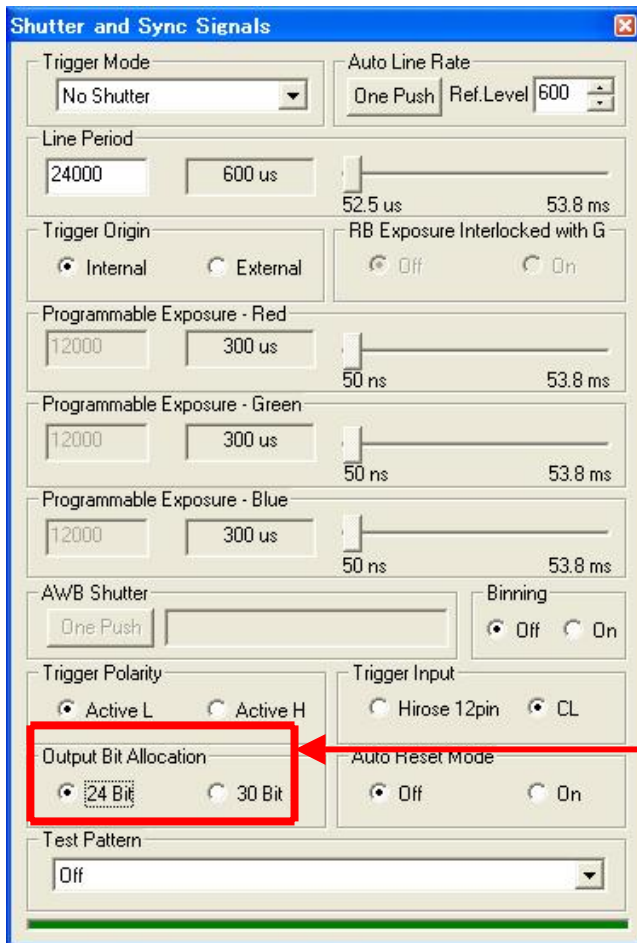 Shutter and Sync Signals
Trigger Mode
No Shutter
Auto Line Rate
One Push Ref.Level 600
Line Period
24000 600 us
52.5 us 53.8 ms
Trigger Origin
Internal External
RB Exposure Interlocked with G
Off On
Programmable Exposure - Red
12000 300 us
50 ns 53.8 ms
Programmable Exposure - Green
12000 300 us
50 ns 53.8 ms
Programmable Exposure - Blue
12000 300 us
50 ns 53.8 ms
AWB Shutter
One Push
Binning
Off On
Trigger Polarity
Active L Active H
Trigger Input
Hirose 12pin CL
Output Bit Allocation
24 Bit 30 Bit
Auto Reset Mode
Off On
Test Pattern
Off